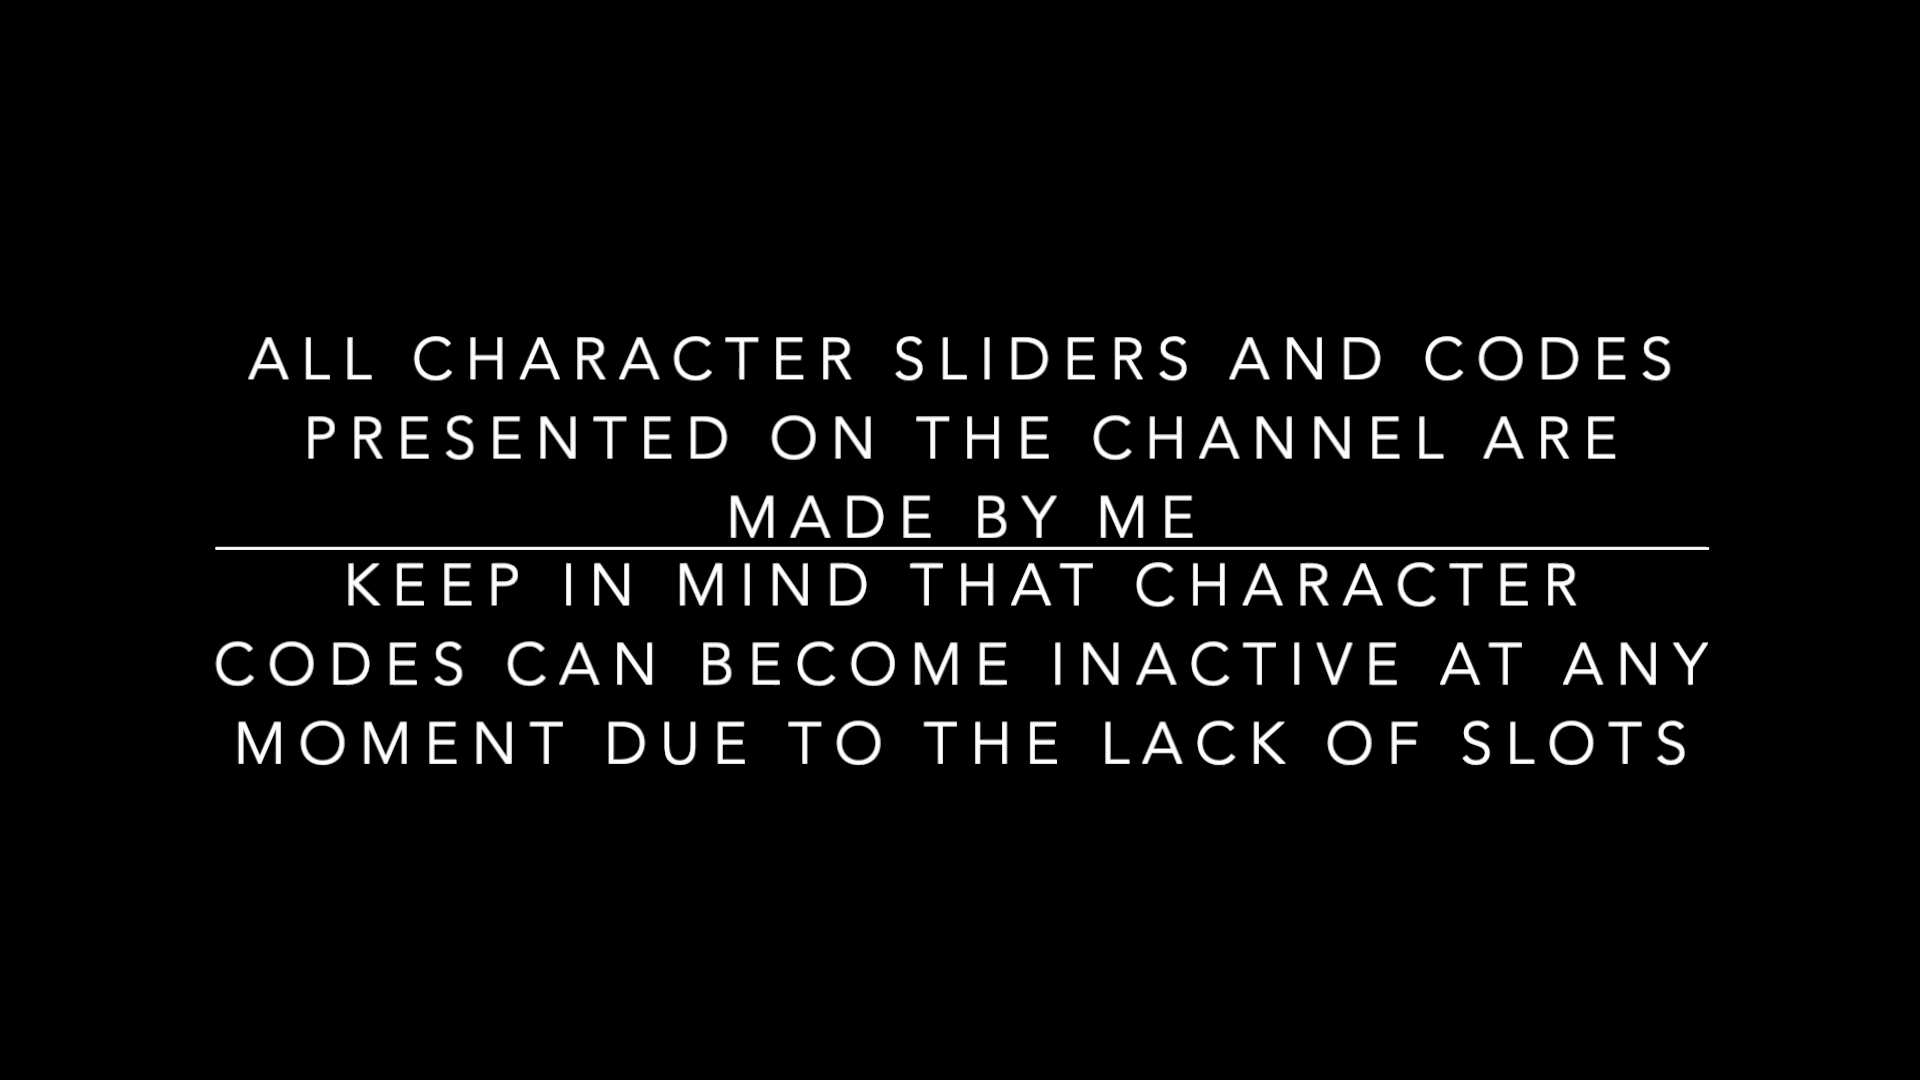 ALL CHARACTER SLIDERS AND CODES
PRESENTED ON THE CHANNEL ARE
MADE BY ME
KEEP IN MIND THAT CHARACTER
CODES CAN BECOME INACTIVE AT ANY
MOMENT DUE TO THE LACK OF SLOTS